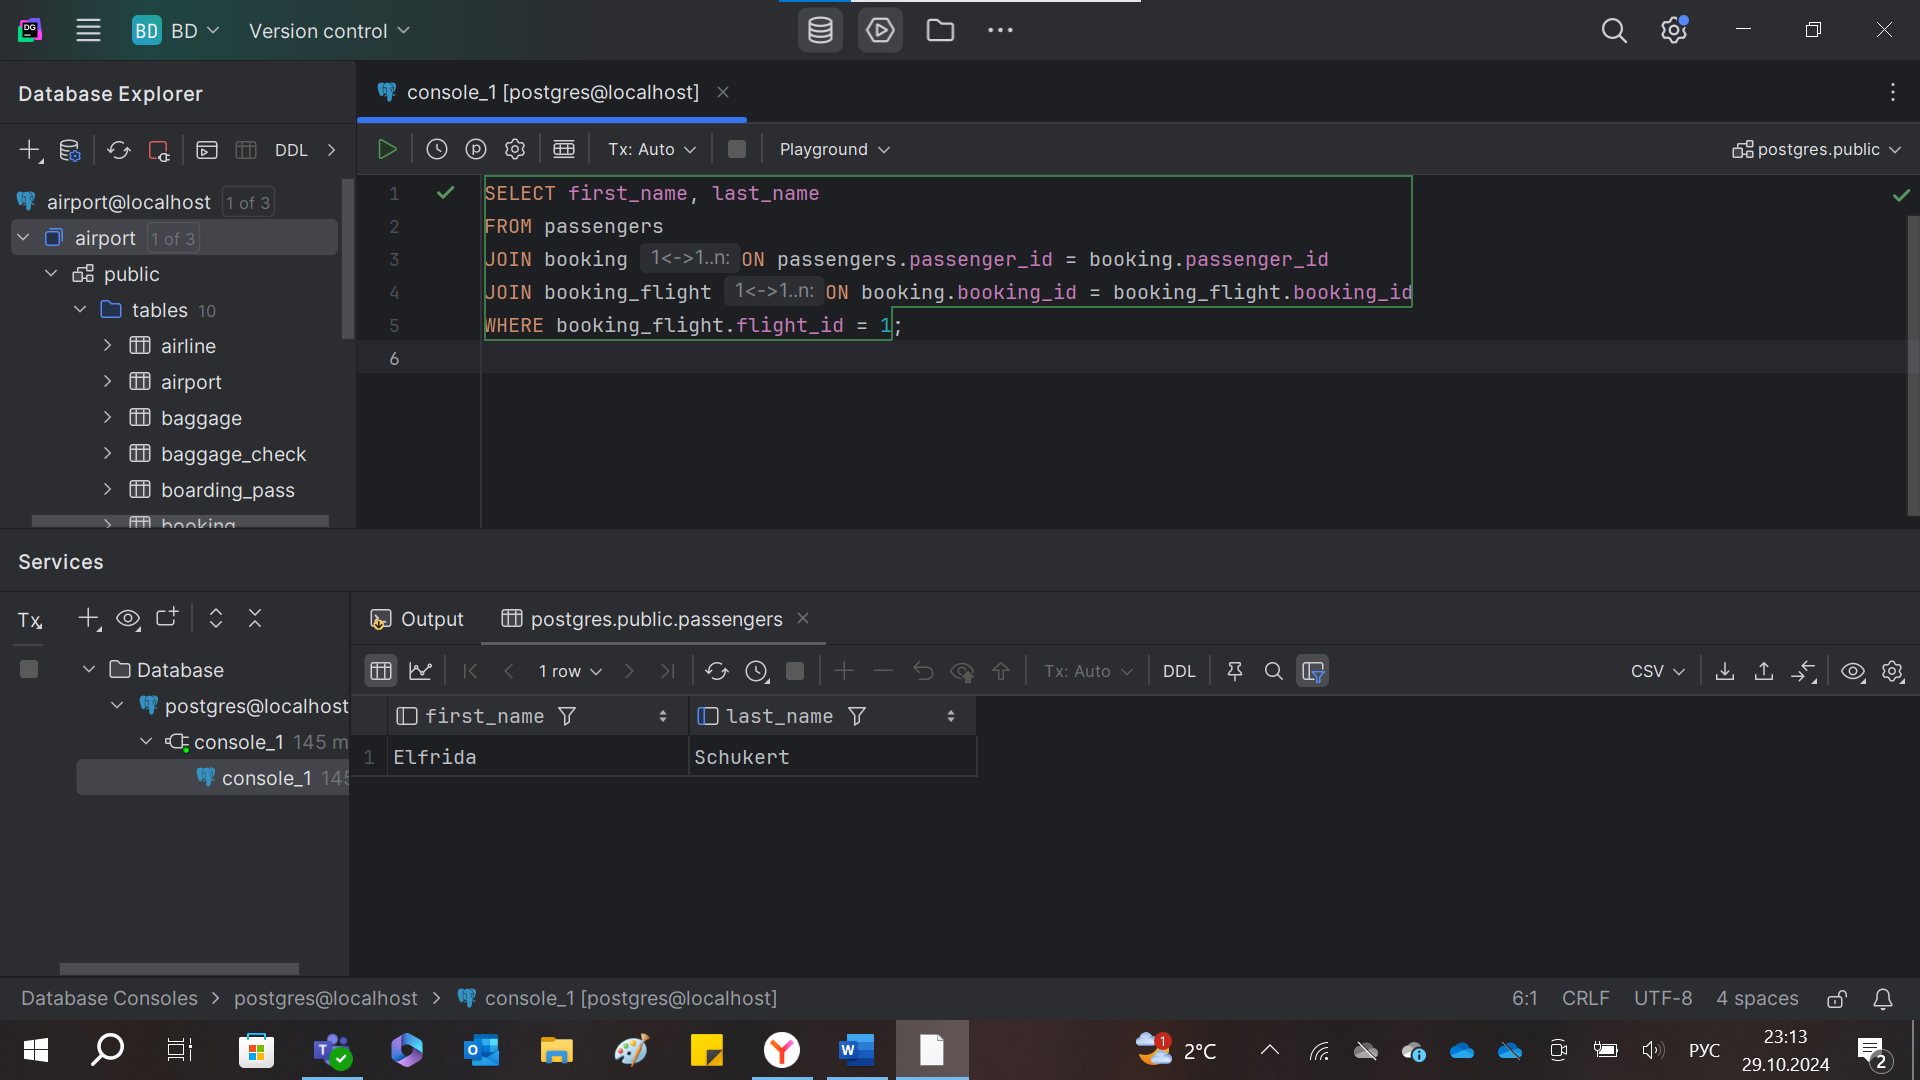 BD BD Version control
Database Explorer
console_1 [postgres@localhost]
DDL
Tx: Auto Playground postgres.public
airport@localhost 1 of 3
airport 1 of 3
public
tables 10
airline
airport
baggage
baggage_check
boarding_pass
booking
1 SELECT first_name, last_name
2 FROM passengers
3 JOIN booking 1<->1..n: ON passengers.passenger_id = booking.passenger_id
4 JOIN booking_flight 1<->1..n: ON booking.booking_id = booking_flight.booking_id
5 WHERE booking_flight.flight_id = 1;
6
Services
Tx
Database
postgres@localhost
console_1 145 m
console_1 145
Output postgres.public.passengers
1 row Tx: Auto DDL CSV
first_name last_name
1 Elfrida Schukert
Database Consoles > postgres@localhost > console_1 [postgres@localhost]
6:1 CRLF UTF-8 4 spaces
1 2°C РУС 23:13
29.10.2024 2